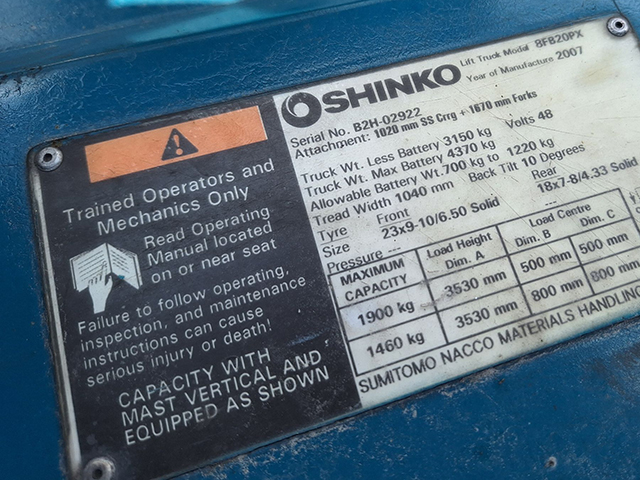 Trained Operators and
Mechanics Only
Read Operating
Manual located
on or near seat
Failure to follow operating,
inspection, and maintenance
instructions can cause
serious injury or death!
CAPACITY WITH
MAST VERTICAL AND
EQUIPPED AS SHOWN
SHINKO
Lift Truck Model 8FB20PX
Year of Manufacture 2007
Serial No. B2H-02922
Attachment: 1020 mm SS Crrg + 1670 mm Forks
Truck Wt. Less Battery 3150 kg Volts 48
Truck Wt. Max Battery 4370 kg
Allowable Battery Wt. 700 kg to 1220 kg
Tread Width 1040 mm Back Tilt 10 Degrees
Front Rear
Tyre
Size 23x9-10/6.50 Solid 18x7-8/4.33 Solid
Pressure --- ---
MAXIMUM CAPACITY Load Height Dim. A Load Centre Dim. B Dim. C
1900 kg 3530 mm 500 mm 500 mm
1460 kg 3530 mm 800 mm 800 mm
SUMITOMO NACCO MATERIALS HANDLING